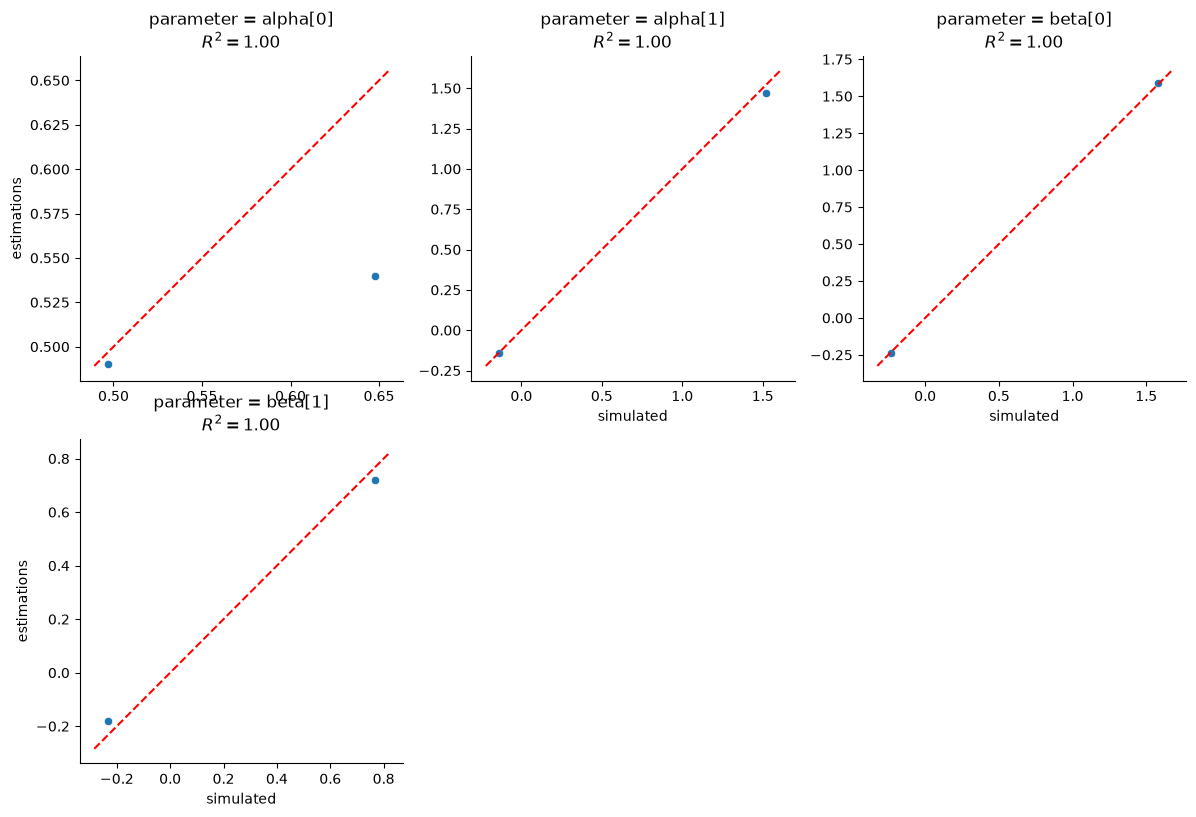 parameter = alpha[0]
R² = 1.00
parameter = alpha[1]
R² = 1.00
parameter = beta[0]
R² = 1.00
estimations
0.650
0.625
0.600
0.575
0.550
0.525
0.500
0.50 0.55 0.60 0.65
1.50
1.25
1.00
0.75
0.50
0.25
0.00
−0.25
0.0 0.5 1.0 1.5
simulated
1.75
1.50
1.25
1.00
0.75
0.50
0.25
0.00
−0.25
0.0 0.5 1.0 1.5
simulated
parameter = beta[1]
R² = 1.00
estimations
0.8
0.6
0.4
0.2
0.0
−0.2
−0.2 0.0 0.2 0.4 0.6 0.8
simulated